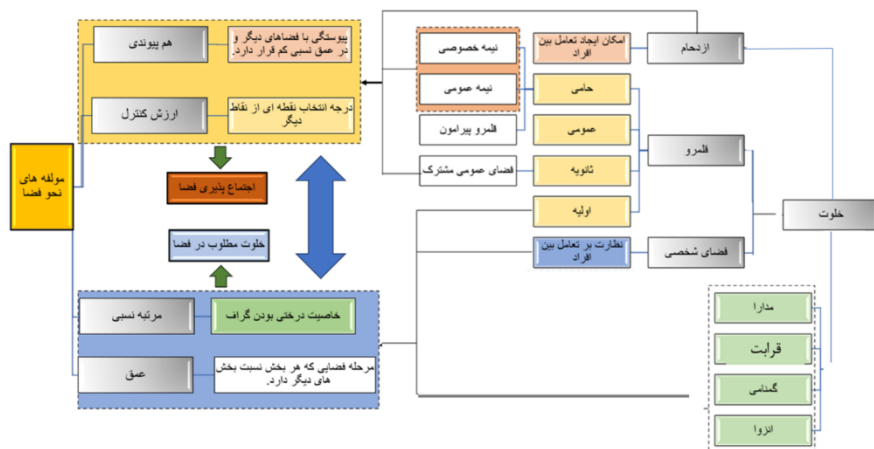 خلوت
ازدحام
امکان ایجاد تعامل بین
افراد
قلمرو
حامی
عمومی
ثانویه
اولیه
نیمه خصوصی
نیمه عمومی
قلمرو پیرامون
فضای عمومی مشترک
فضای شخصی
نظارت بر تعامل بین
افراد
مدارا
قرابت
گمنامی
انزوا
مولفه های
نحو فضا
هم پیوندی
پیوستگی با فضاهای دیگر و
در عمق نسبی کم قرار دارد.
ارزش کنترل
درجه انتخاب نقطه ای از نقاط
دیگر
اجتماع پذیری فضا
خلوت مطلوب در فضا
مرتبه نسبی
خاصیت درختی بودن گراف
عمق
مرحله فضایی که هر بخش نسبت بخش
های دیگر دارد.